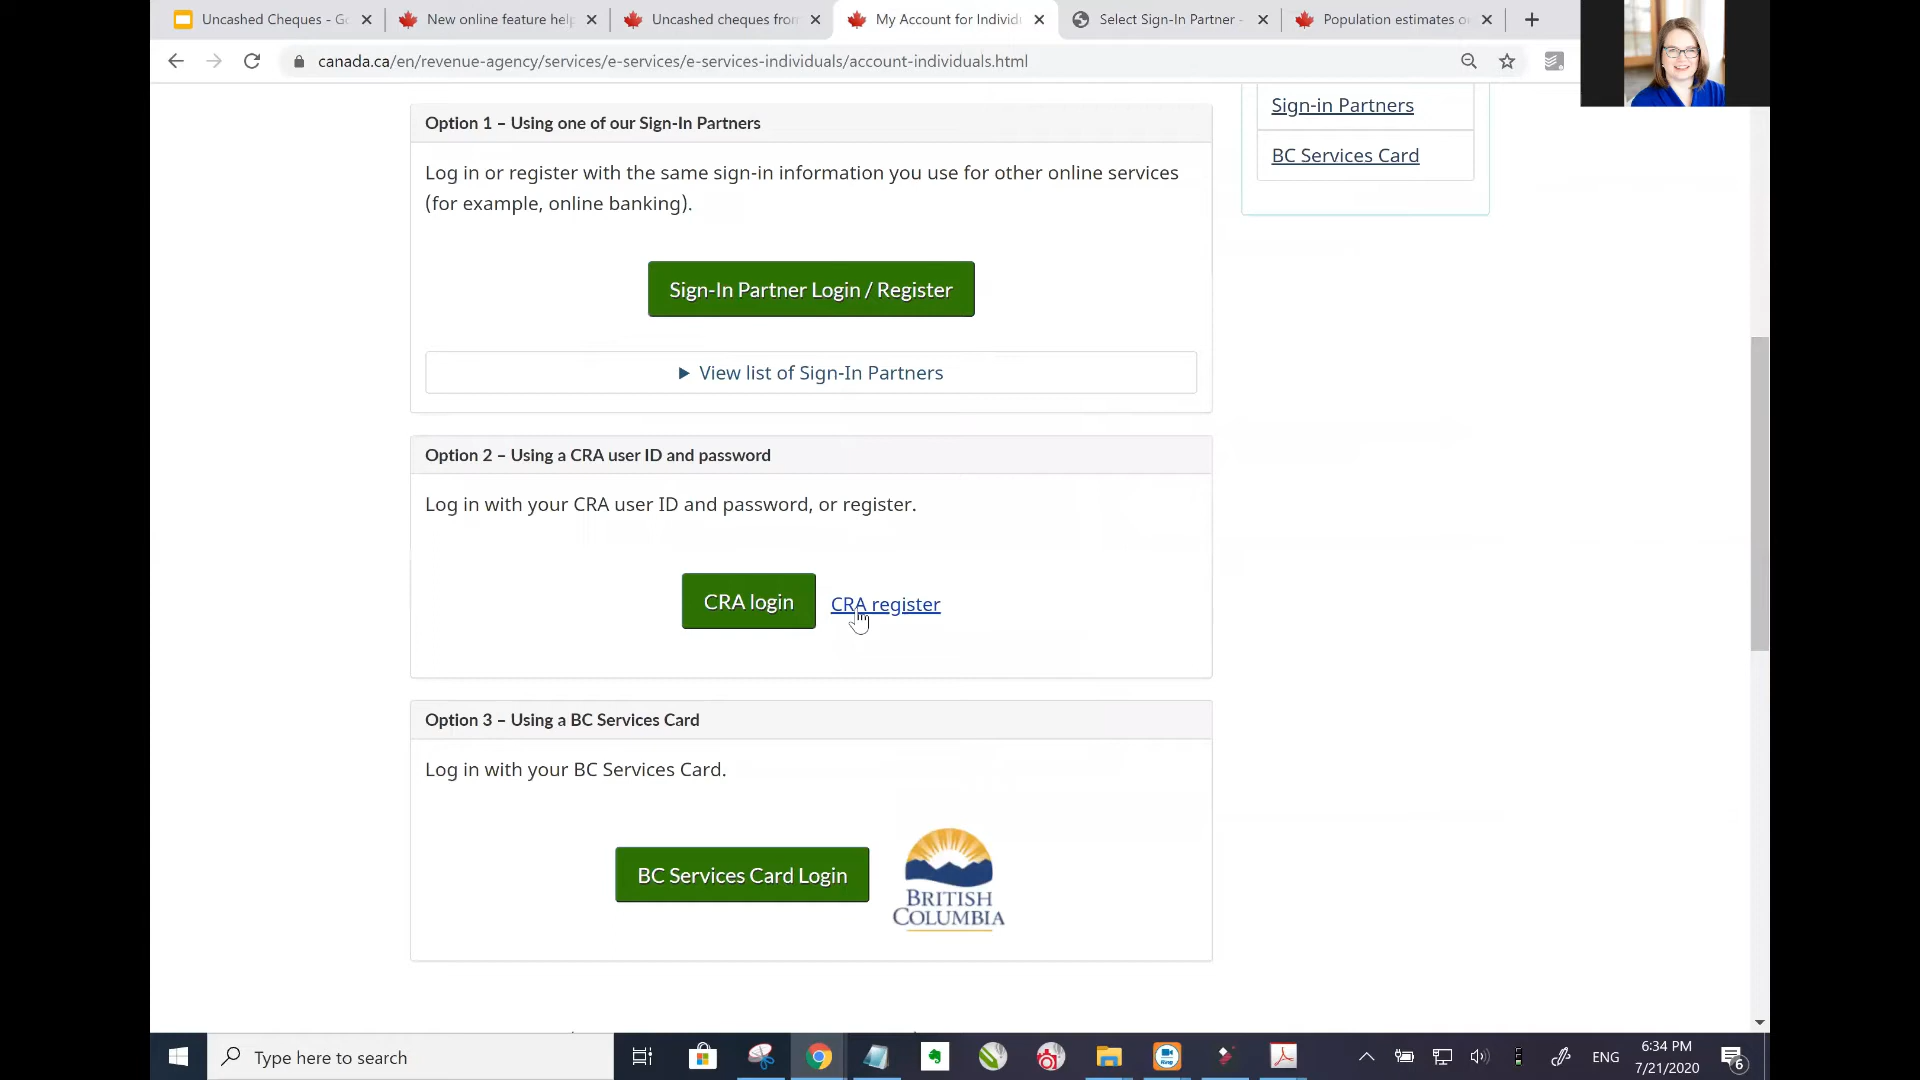 Uncashed Cheques - Go
New online feature help
Uncashed cheques from
My Account for Individu
Select Sign-In Partner -
Population estimates o
canada.ca/en/revenue-agency/services/e-services/e-services-individuals/account-individuals.html
Sign-in Partners
BC Services Card
Option 1 – Using one of our Sign-In Partners
Log in or register with the same sign-in information you use for other online services
(for example, online banking).
Sign-In Partner Login / Register
View list of Sign-In Partners
Option 2 – Using a CRA user ID and password
Log in with your CRA user ID and password, or register.
CRA login
CRA register
Option 3 – Using a BC Services Card
Log in with your BC Services Card.
BC Services Card Login
BRITISH
COLUMBIA
Type here to search
ENG
6:34 PM
7/21/2020
6